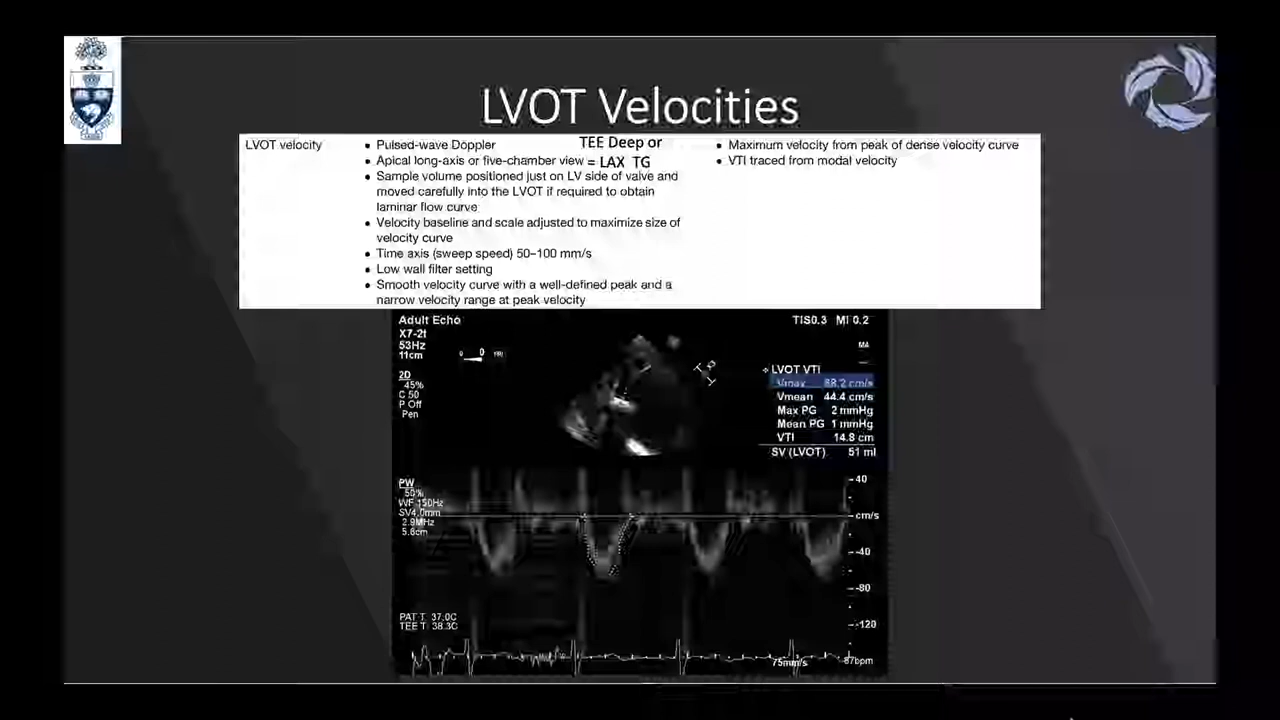 LVOT Velocities
LVOT velocity
• Pulsed-wave Doppler
TEE Deep or
• Apical long-axis or five-chamber view = LAX TG
• Sample volume positioned just on LV side of valve and
moved carefully into the LVOT if required to obtain
laminar flow curve
• Velocity baseline and scale adjusted to maximize size of
velocity curve
• Time axis (sweep speed) 50–100 mm/s
• Low wall filter setting
• Smooth velocity curve with a well-defined peak and a
narrow velocity range at peak velocity
• Maximum velocity from peak of dense velocity curve
• VTI traced from modal velocity
Adult Echo
TIS0.3 MI 0.2
X7-2t
53Hz
11cm
MA
2D
45%
C 50
P Off
Pen
LVOT VTI
Vmax 68.2 cm/s
Vmean 44.4 cm/s
Max PG 2 mmHg
Mean PG 1 mmHg
VTI 14.8 cm
SV (LVOT) 51 ml
PW
50%
WF 150Hz
SV4.0mm
2.9MHz
5.6cm
40
cm/s
-40
-80
-120
PAT T: 37.0C
TEE T: 38.3C
75mm/s
87bpm